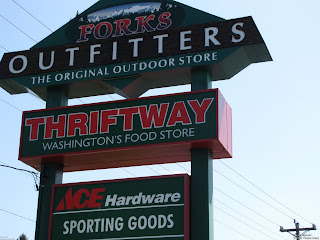 FORKS
OUTFITTERS
THE ORIGINAL OUTDOOR STORE
THRIFTWAY
WASHINGTON'S FOOD STORE
ACE Hardware
SPORTING GOODS